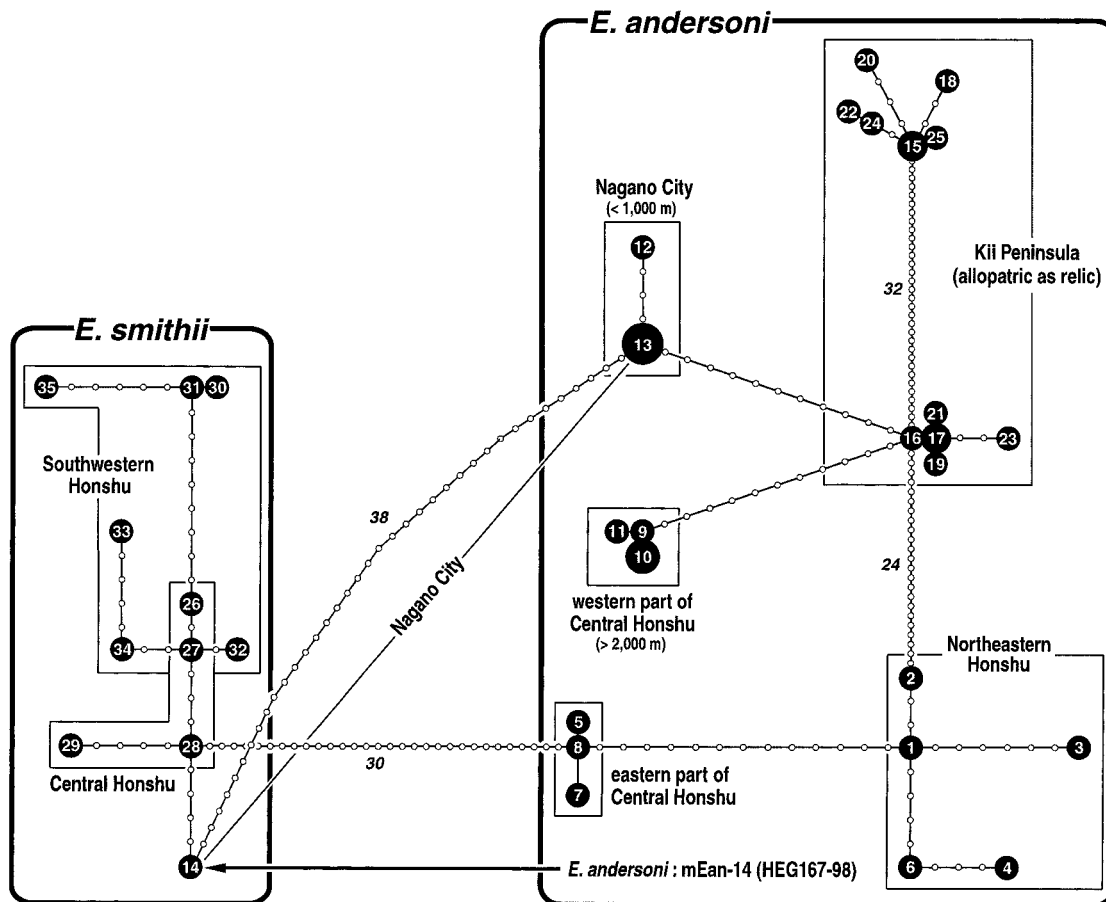 E. andersoni
20
18
22
24
25
15
Nagano City
(< 1,000 m)
12
Kii Peninsula
(allopatric as relic)
32
13
E. smithii
35
31
30
21
16
17
23
19
Southwestern
Honshu
38
33
11
9
10
24
Nagano City
western part of
Central Honshu
(> 2,000 m)
26
34
27
32
Northeastern
Honshu
2
29
28
30
5
8
7
1
3
Central Honshu
eastern part of
Central Honshu
14
E. andersoni : mEan-14 (HEG167-98)
6
4